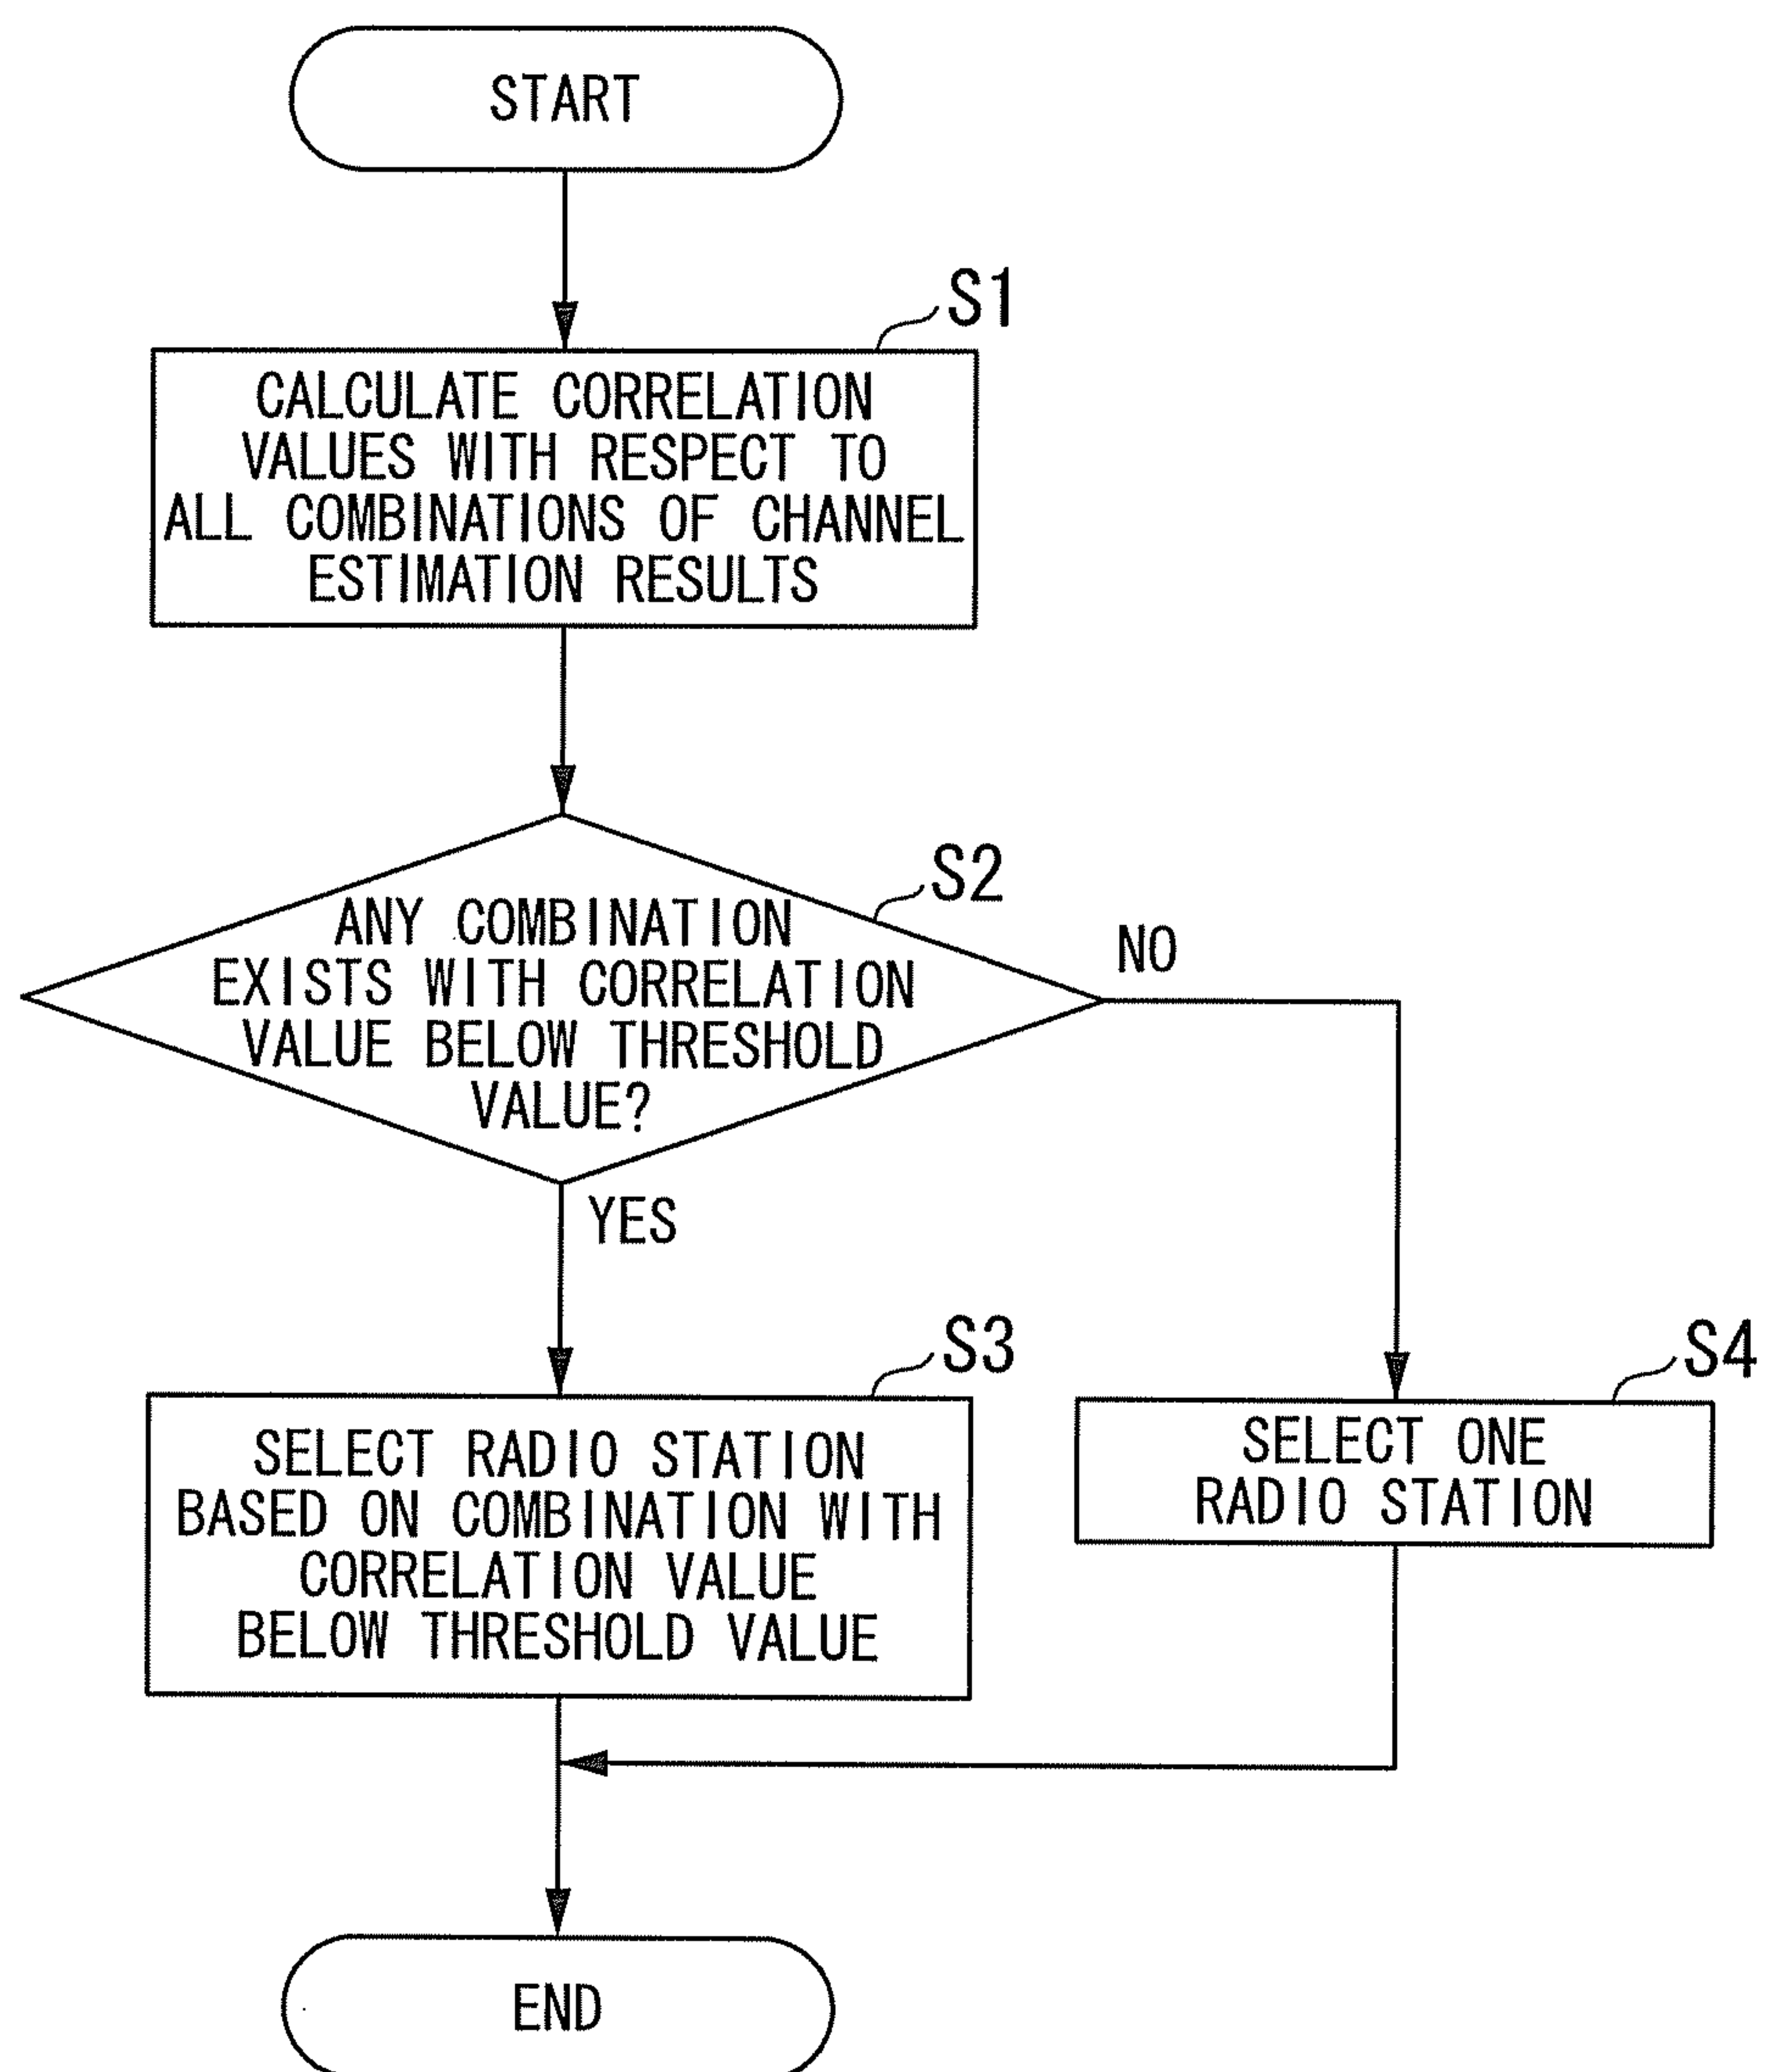 START
S1
CALCULATE CORRELATION
VALUES WITH RESPECT TO
ALL COMBINATIONS OF CHANNEL
ESTIMATION RESULTS
S2
ANY COMBINATION
EXISTS WITH CORRELATION
VALUE BELOW THRESHOLD
VALUE?
NO
YES
S3
SELECT RADIO STATION
BASED ON COMBINATION WITH
CORRELATION VALUE
BELOW THRESHOLD VALUE
S4
SELECT ONE
RADIO STATION
END